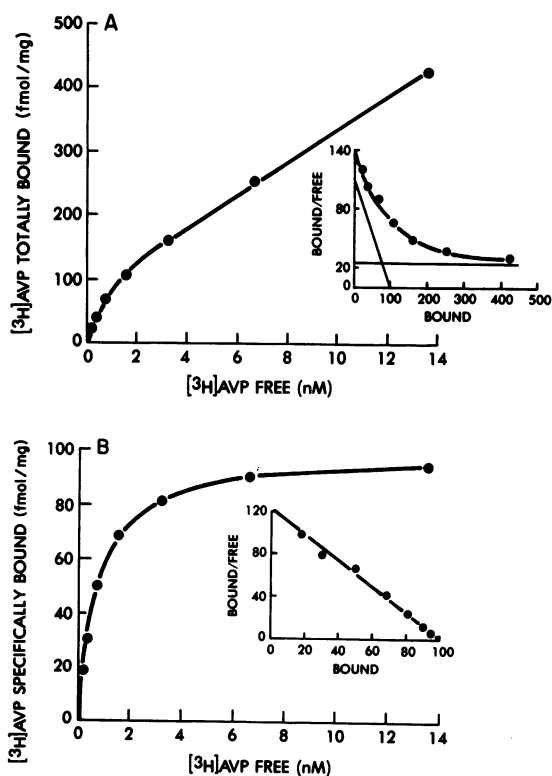 A
[³H]AVP TOTALLY BOUND (fmol/mg)
500
400
300
200
100
0
0 2 4 6 8 10 12 14
[³H]AVP FREE (nM)
BOUND/FREE
140
80
20
0
0 100 200 300 400 500
BOUND
B
[³H]AVP SPECIFICALLY BOUND (fmol/mg)
100
80
60
40
20
0
0 2 4 6 8 10 12 14
[³H]AVP FREE (nM)
BOUND/FREE
120
80
40
0
0 20 40 60 80 100
BOUND